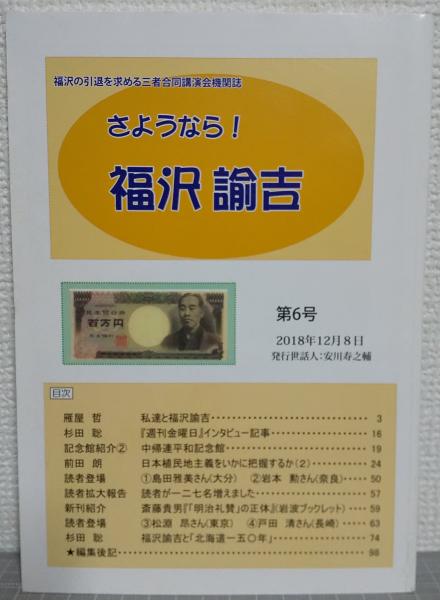 福沢の引退を求める三者合同講演会機関誌
さようなら！
福沢 諭吉
百万円
第6号
2018年12月8日
発行世話人：安川寿之輔
目次
雁屋 哲 私達と福沢諭吉 3
杉田 聡 『週刊金曜日』インタビュー記事 16
記念館紹介② 中帰連平和記念館 19
前田 朗 日本植民地主義をいかに把握するか（2） 24
読者登場 ①島田雅美さん（大分） ②岩本 勲さん（奈良） 50
読者拡大報告 読者が一二七名増えました 57
新刊紹介 斎藤貴男『「明治礼賛」の正体』（岩波ブックレット） 59
読者登場 ③松淵 昂さん（東京） ④戸田 清さん（長崎） 63
杉田 聡 福沢諭吉と「北海道一五〇年」 74
★編集後記 98